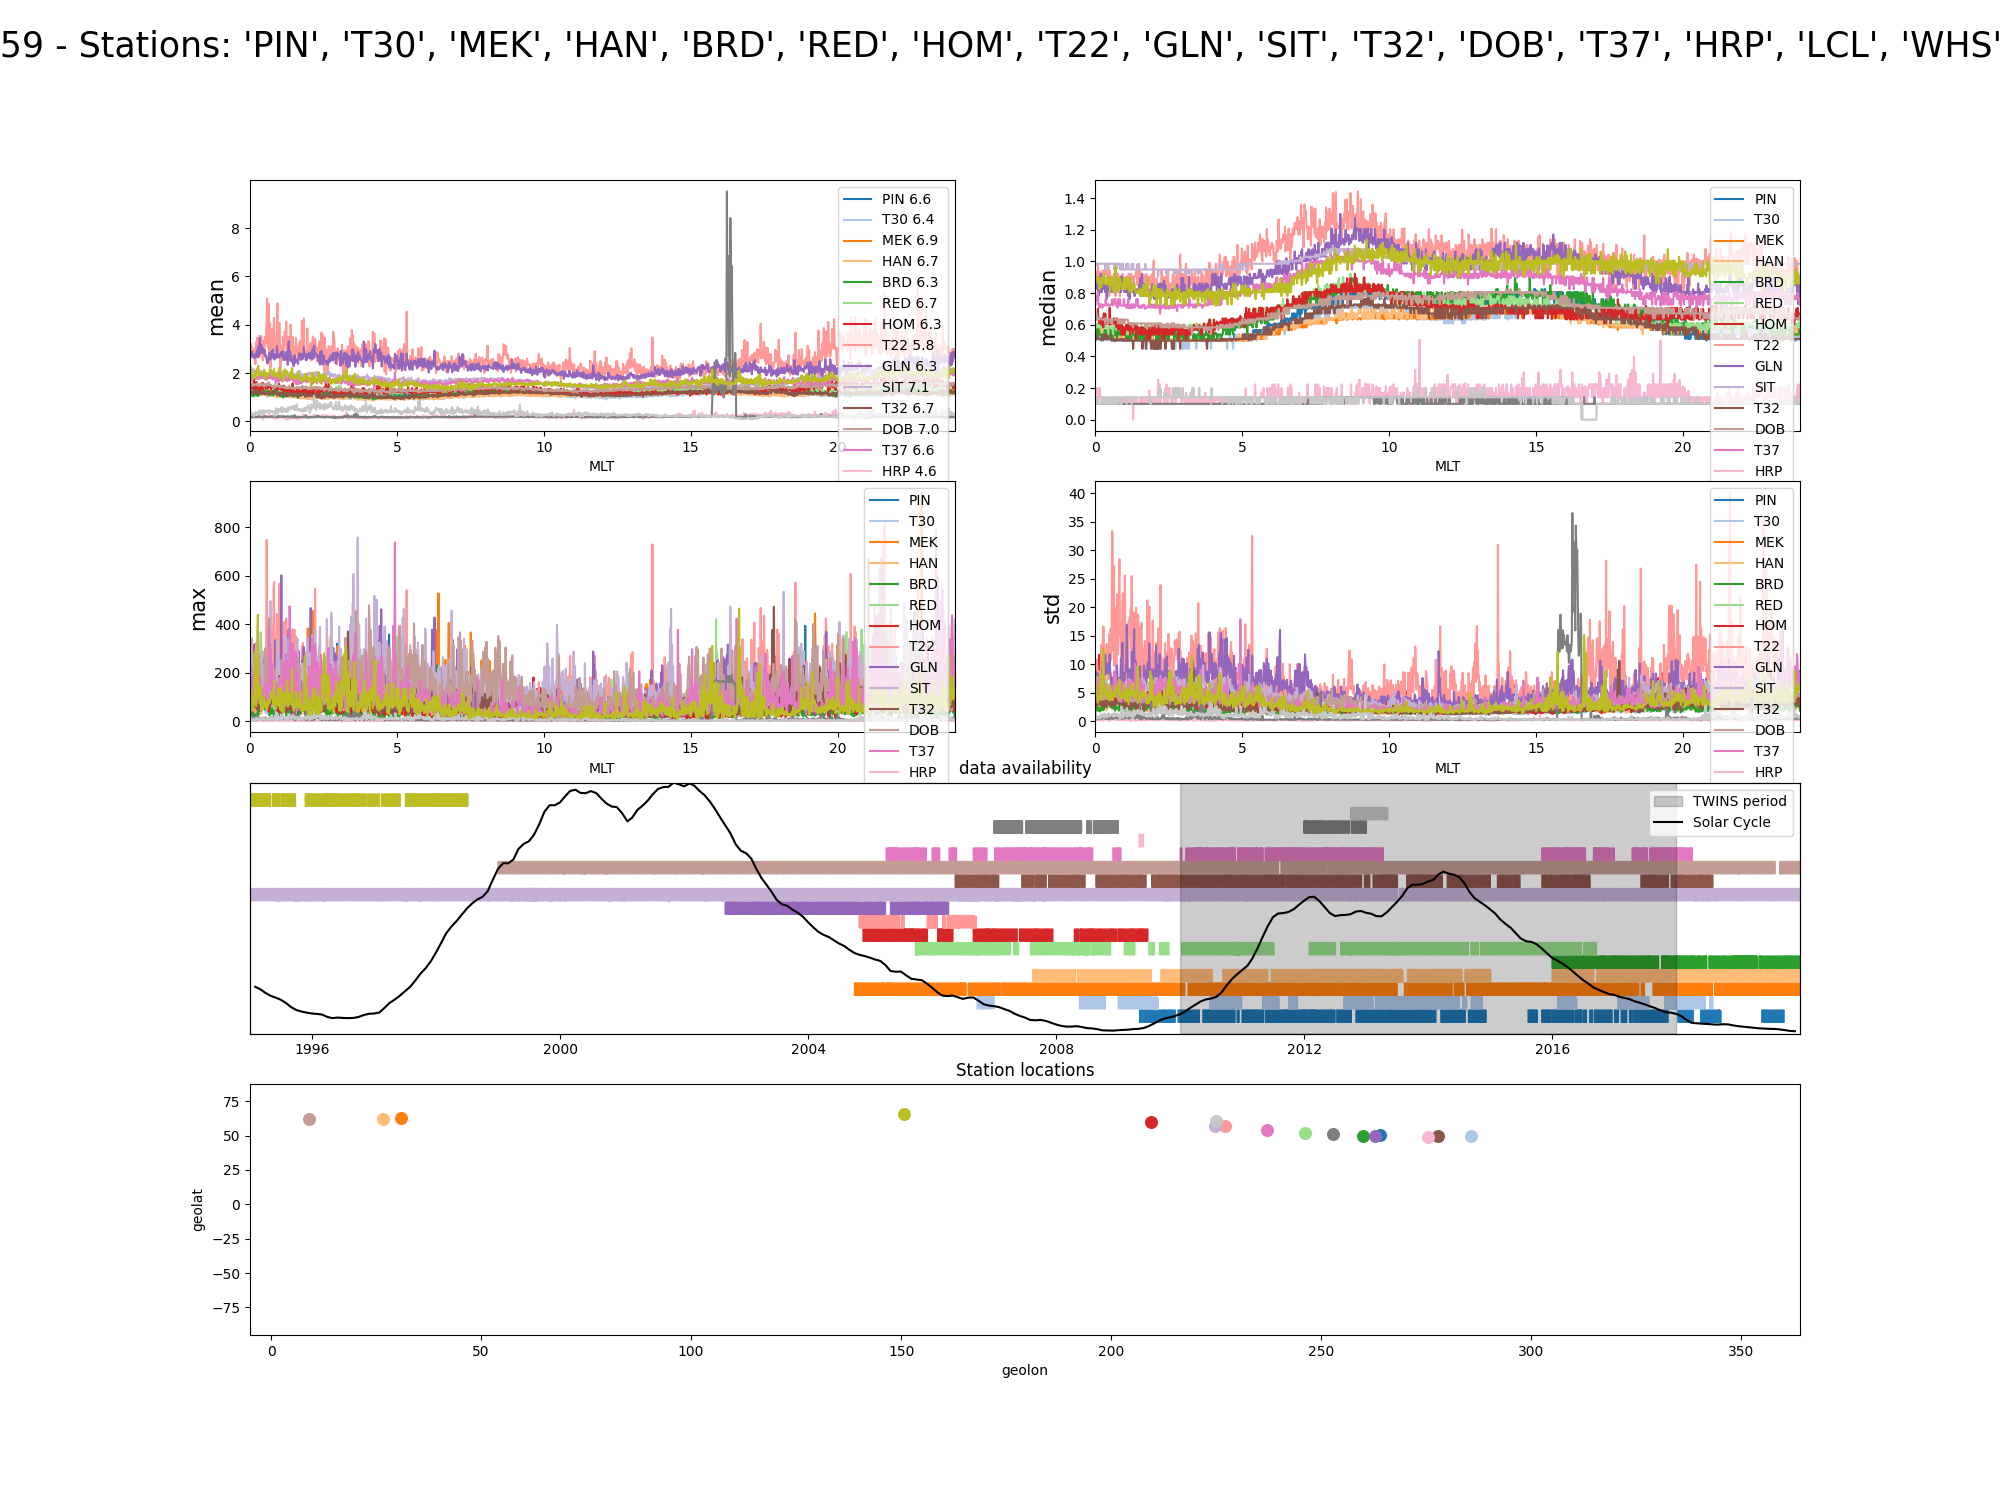 59 - Stations: 'PIN', 'T30', 'MEK', 'HAN', 'BRD', 'RED', 'HOM', 'T22', 'GLN', 'SIT', 'T32', 'DOB', 'T37', 'HRP', 'LCL', 'WHS'
mean
8
6
4
2
0
0
5
10
15
20
MLT
PIN 6.6
T30 6.4
MEK 6.9
HAN 6.7
BRD 6.3
RED 6.7
HOM 6.3
T22 5.8
GLN 6.3
SIT 7.1
T32 6.7
DOB 7.0
T37 6.6
HRP 4.6
median
1.4
1.2
1.0
0.8
0.6
0.4
0.2
0.0
0
5
10
15
20
MLT
PIN
T30
MEK
HAN
BRD
RED
HOM
T22
GLN
SIT
T32
DOB
T37
HRP
max
800
600
400
200
0
0
5
10
15
20
MLT
PIN
T30
MEK
HAN
BRD
RED
HOM
T22
GLN
SIT
T32
DOB
T37
HRP
std
40
35
30
25
20
15
10
5
0
0
5
10
15
20
MLT
PIN
T30
MEK
HAN
BRD
RED
HOM
T22
GLN
SIT
T32
DOB
T37
HRP
data availability
TWINS period
Solar Cycle
1996
2000
2004
2008
2012
2016
Station locations
geolat
75
50
25
0
−25
−50
−75
0
50
100
150
200
250
300
350
geolon